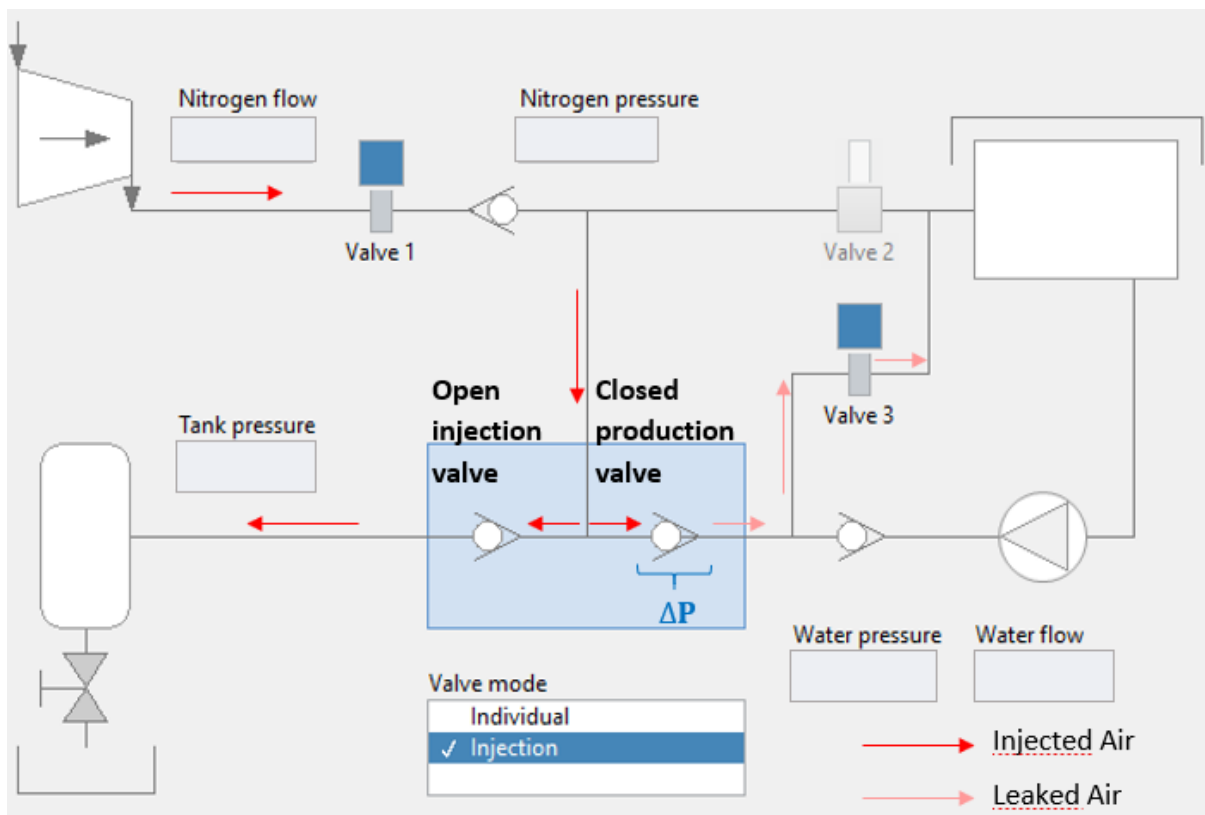 Nitrogen flow
Nitrogen pressure
Valve 1
Valve 2
Valve 3
Open
injection
valve
Closed
production
valve
Tank pressure
ΔP
Water pressure
Water flow
Valve mode
Individual
✓ Injection
Injected Air
Leaked Air